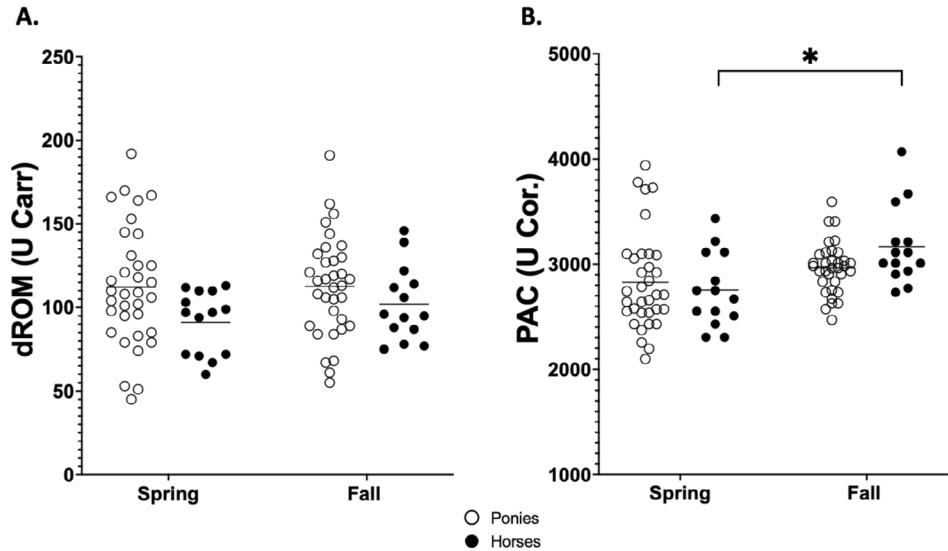 A.
B.
dROM (U Carr)
250
200
150
100
50
0
Spring
Fall
PAC (U Cor.)
5000
4000
3000
2000
1000
*
Spring
Fall
Ponies
Horses